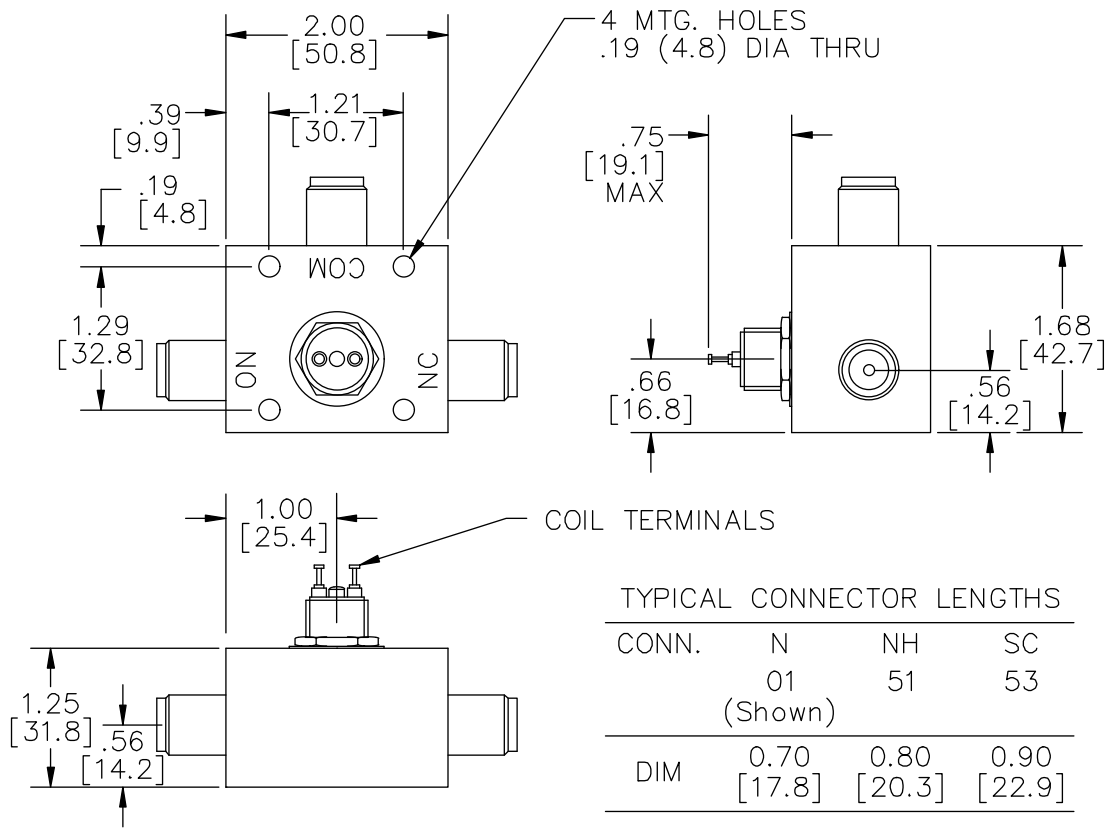 2.00
[50.8]
4 MTG. HOLES
.19 (4.8) DIA THRU
.39
[9.9]
1.21
[30.7]
.19
[4.8]
COM
1.29
[32.8]
NO
NC
.75
[19.1]
MAX
.66
[16.8]
1.68
[42.7]
.56
[14.2]
1.00
[25.4]
COIL TERMINALS
1.25
[31.8]
.56
[14.2]
TYPICAL CONNECTOR LENGTHS
CONN. N NH SC
01 51 53
(Shown)
DIM 0.70 0.80 0.90
[17.8] [20.3] [22.9]